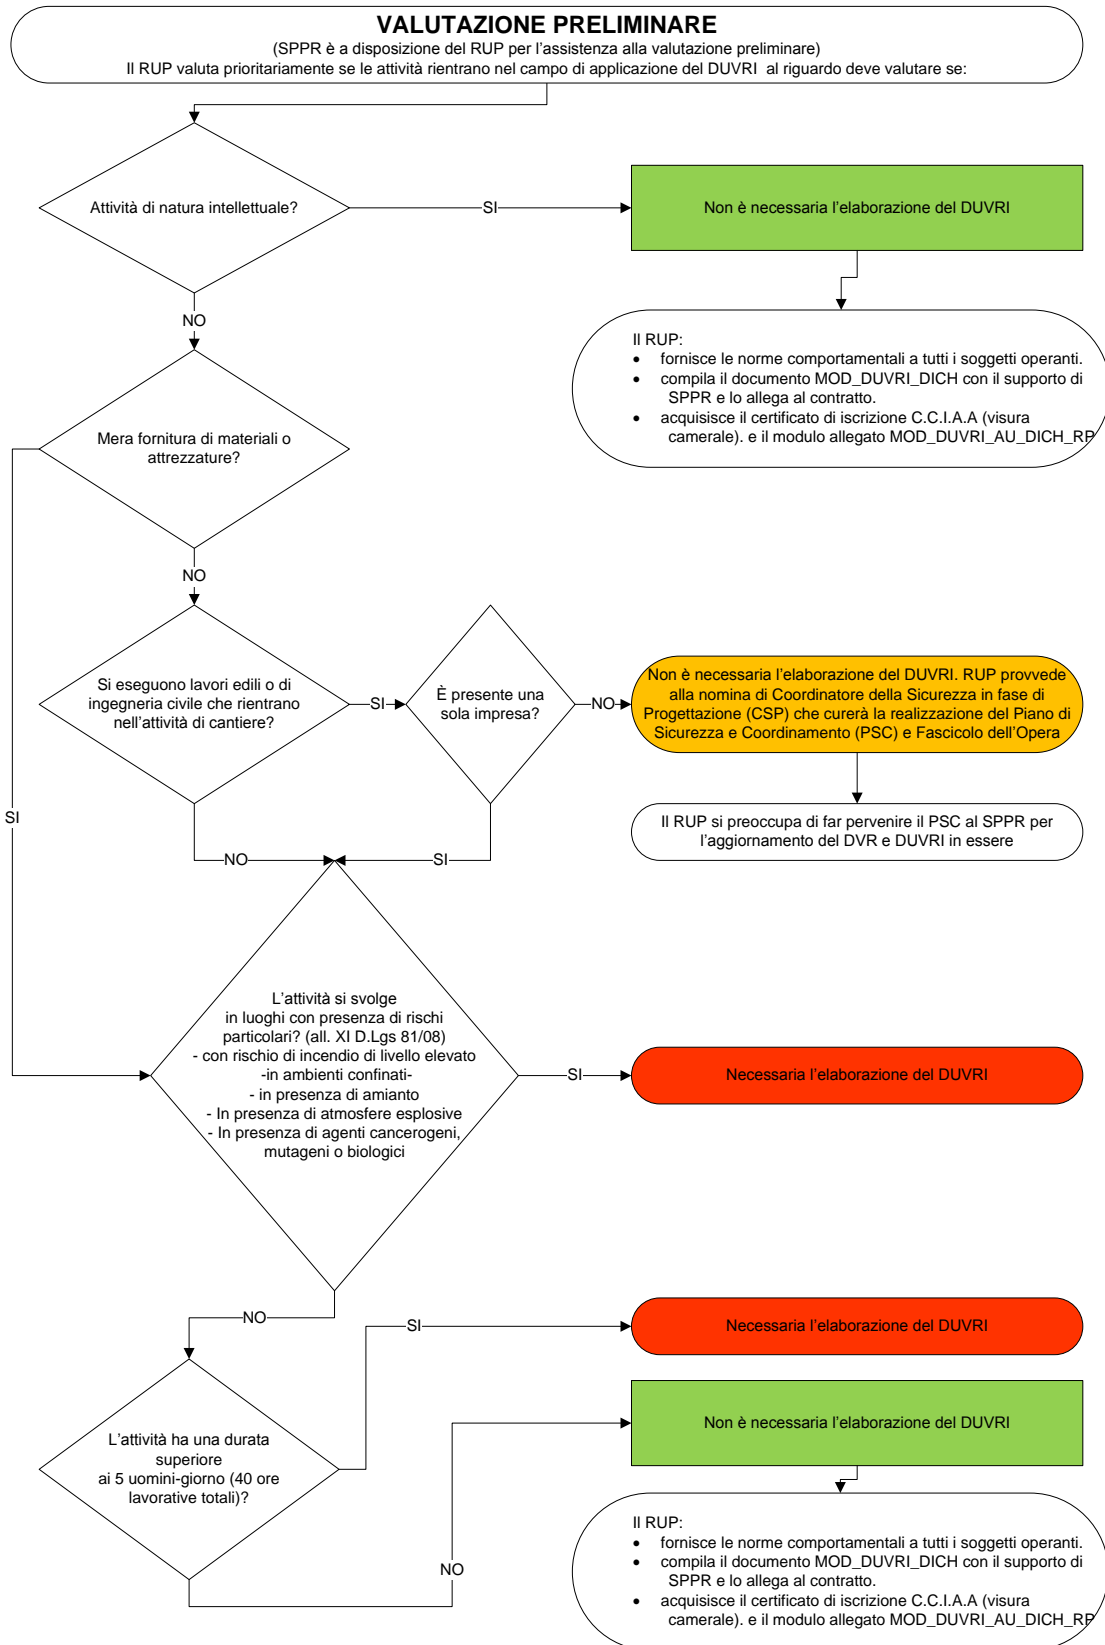 VALUTAZIONE PRELIMINARE
(SPPR è a disposizione del RUP per l'assistenza alla valutazione preliminare)
Il RUP valuta prioritariamente se le attività rientrano nel campo di applicazione del DUVRI al riguardo deve valutare se:
Attività di natura intellettuale?
SI
Non è necessaria l'elaborazione del DUVRI
NO
Il RUP:
• fornisce le norme comportamentali a tutti i soggetti operanti.
• compila il documento MOD_DUVRI_DICH con il supporto di
SPPR e lo allega al contratto.
• acquisisce il certificato di iscrizione C.C.I.A.A (visura
camerale). e il modulo allegato MOD_DUVRI_AU_DICH_RP
Mera fornitura di materiali o
attrezzature?
NO
SI
Si eseguono lavori edili o di
ingegneria civile che rientrano
nell'attività di cantiere?
SI
È presente una
sola impresa?
NO
Non è necessaria l'elaborazione del DUVRI. RUP provvede
alla nomina di Coordinatore della Sicurezza in fase di
Progettazione (CSP) che curerà la realizzazione del Piano di
Sicurezza e Coordinamento (PSC) e Fascicolo dell'Opera
Il RUP si preoccupa di far pervenire il PSC al SPPR per
l'aggiornamento del DVR e DUVRI in essere
NO
SI
L'attività si svolge
in luoghi con presenza di rischi
particolari? (all. XI D.Lgs 81/08)
- con rischio di incendio di livello elevato
-in ambienti confinati-
- in presenza di amianto
- In presenza di atmosfere esplosive
- In presenza di agenti cancerogeni,
mutageni o biologici
SI
Necessaria l'elaborazione del DUVRI
NO
SI
Necessaria l'elaborazione del DUVRI
L'attività ha una durata
superiore
ai 5 uomini-giorno (40 ore
lavorative totali)?
NO
Non è necessaria l'elaborazione del DUVRI
Il RUP:
• fornisce le norme comportamentali a tutti i soggetti operanti.
• compila il documento MOD_DUVRI_DICH con il supporto di
SPPR e lo allega al contratto.
• acquisisce il certificato di iscrizione C.C.I.A.A (visura
camerale). e il modulo allegato MOD_DUVRI_AU_DICH_RP